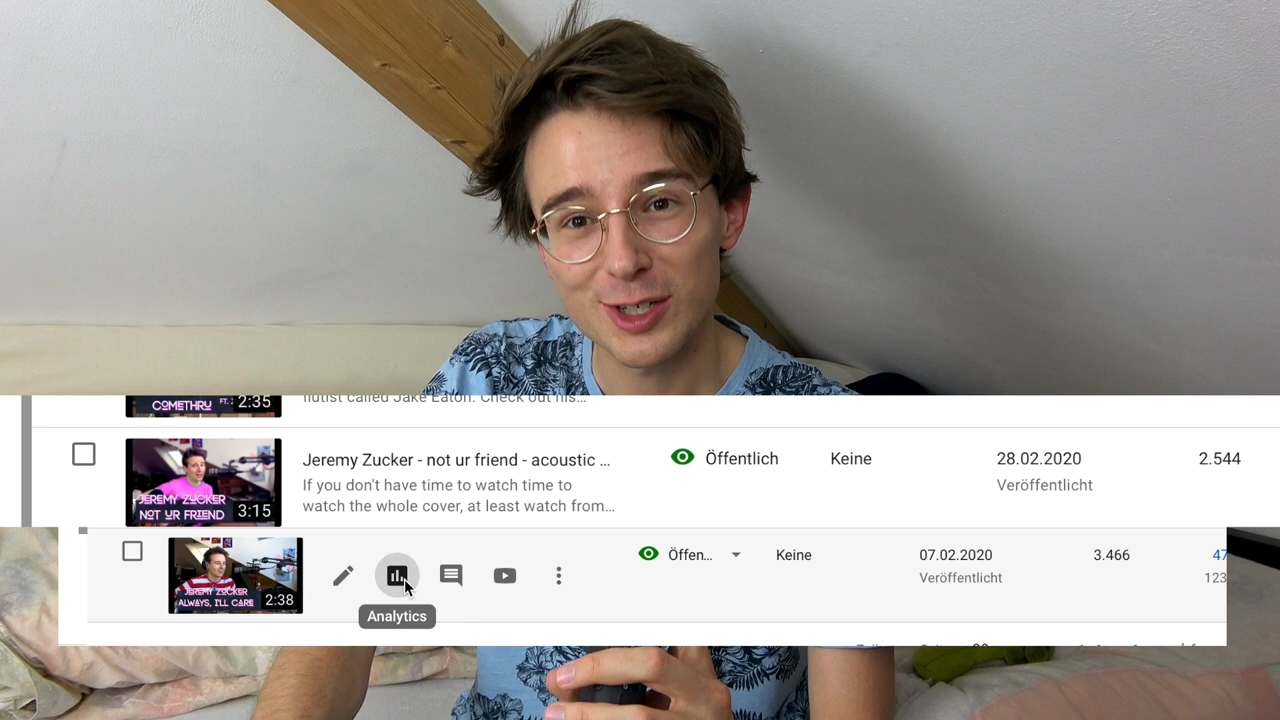 COMETHRU FT. 2:35
flutist called Jake Eaton. Check out his...
Jeremy Zucker - not ur friend - acoustic ...
Öffentlich
Keine
28.02.2020
2.544
If you don't have time to watch time to
Veröffentlicht
watch the whole cover, at least watch from...
JEREMY ZUCKER
NOT UR FRIEND
3:15
Öffen...
Keine
07.02.2020
3.466
47
Veröffentlicht
123
JEREMY ZUCKER
ALWAYS, I'LL CARE
2:38
Analytics